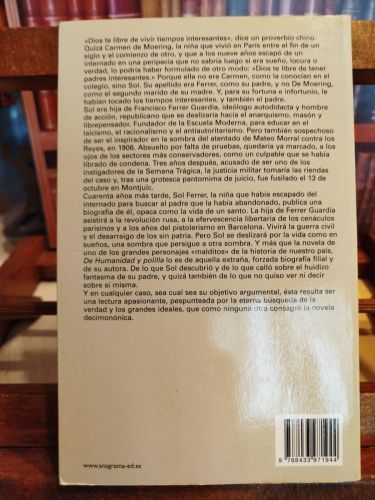 «Dios te libre de vivir tiempos interesantes», dice un proverbio chino.
Quizá Carmen de Moering, la niña que vivió en París entre el fin de un
siglo y el comienzo de otro, y que a los nueve años escapó de un
internado en una peripecia que no sabría luego si era sueño, locura o
verdad, lo podría haber formulado de otro modo: «Dios te libre de tener
padres interesantes.» Porque ella no era Carmen, como la conocían en el
colegio, sino Sol. Su apellido era Ferrer, como su padre, y no De Moering,
como el segundo marido de su madre. Y, para su fortuna e infortunio, le
habían tocado los tiempos interesantes, y también el padre.
Sol era hija de Francisco Ferrer Guardia, ideólogo autodidacta y hombre
de acción, republicano que se deslizaría hacia el anarquismo, masón y
librepensador. Fundador de la Escuela Moderna, para educar en el
laicismo, el racionalismo y el antiautoritarismo. Pero también sospechoso
de ser el inspirador en la sombra del atentado de Mateo Morral contra los
Reyes, en 1906. Absuelto por falta de pruebas, quedaría ya marcado, a los
ojos de los sectores más conservadores, como un culpable que se había
librado de condena. Tres años después, acusado de ser uno de los
instigadores de la Semana Trágica, la justicia militar tomaría las riendas
del caso y, tras una grotesca pantomima de juicio, fue fusilado el 13 de
octubre en Montjuïc.
Cuarenta años más tarde, Sol Ferrer, la niña que había escapado del
internado para buscar al padre que la había abandonado, publica una
biografía de él, opaca como la vida de un santo. La hija de Ferrer Guardia
asistirá a la revolución rusa, a la efervescencia libertaria de los cenáculos
parisinos y a los años del pistolerismo en Barcelona. Vivirá la guerra civil
y el desarraigo de los sin patria. Pero Sol se deslizará por la vida como en
sueños, una sombra que persigue a otra sombra. Y más que la novela de
uno de los grandes personajes «malditos» de la historia de nuestro país,
De Humanidad y polilla lo es de aquella extraña, forzada biografía filial y
de su autora. De lo que Sol descubrió y de lo que calló sobre el huidizo
fantasma de su padre, y quizá también de lo que no quiso ver ni decir
sobre sí misma.
Y en cualquier caso, sea cual sea su objetivo argumental, ésta resulta ser
una lectura apasionante, pespunteada por la eterna búsqueda de la
verdad y los grandes ideales, que como ninguna otra consagró la novela
decimonónica.
www.anagrama-ed.es
9 788433 971944